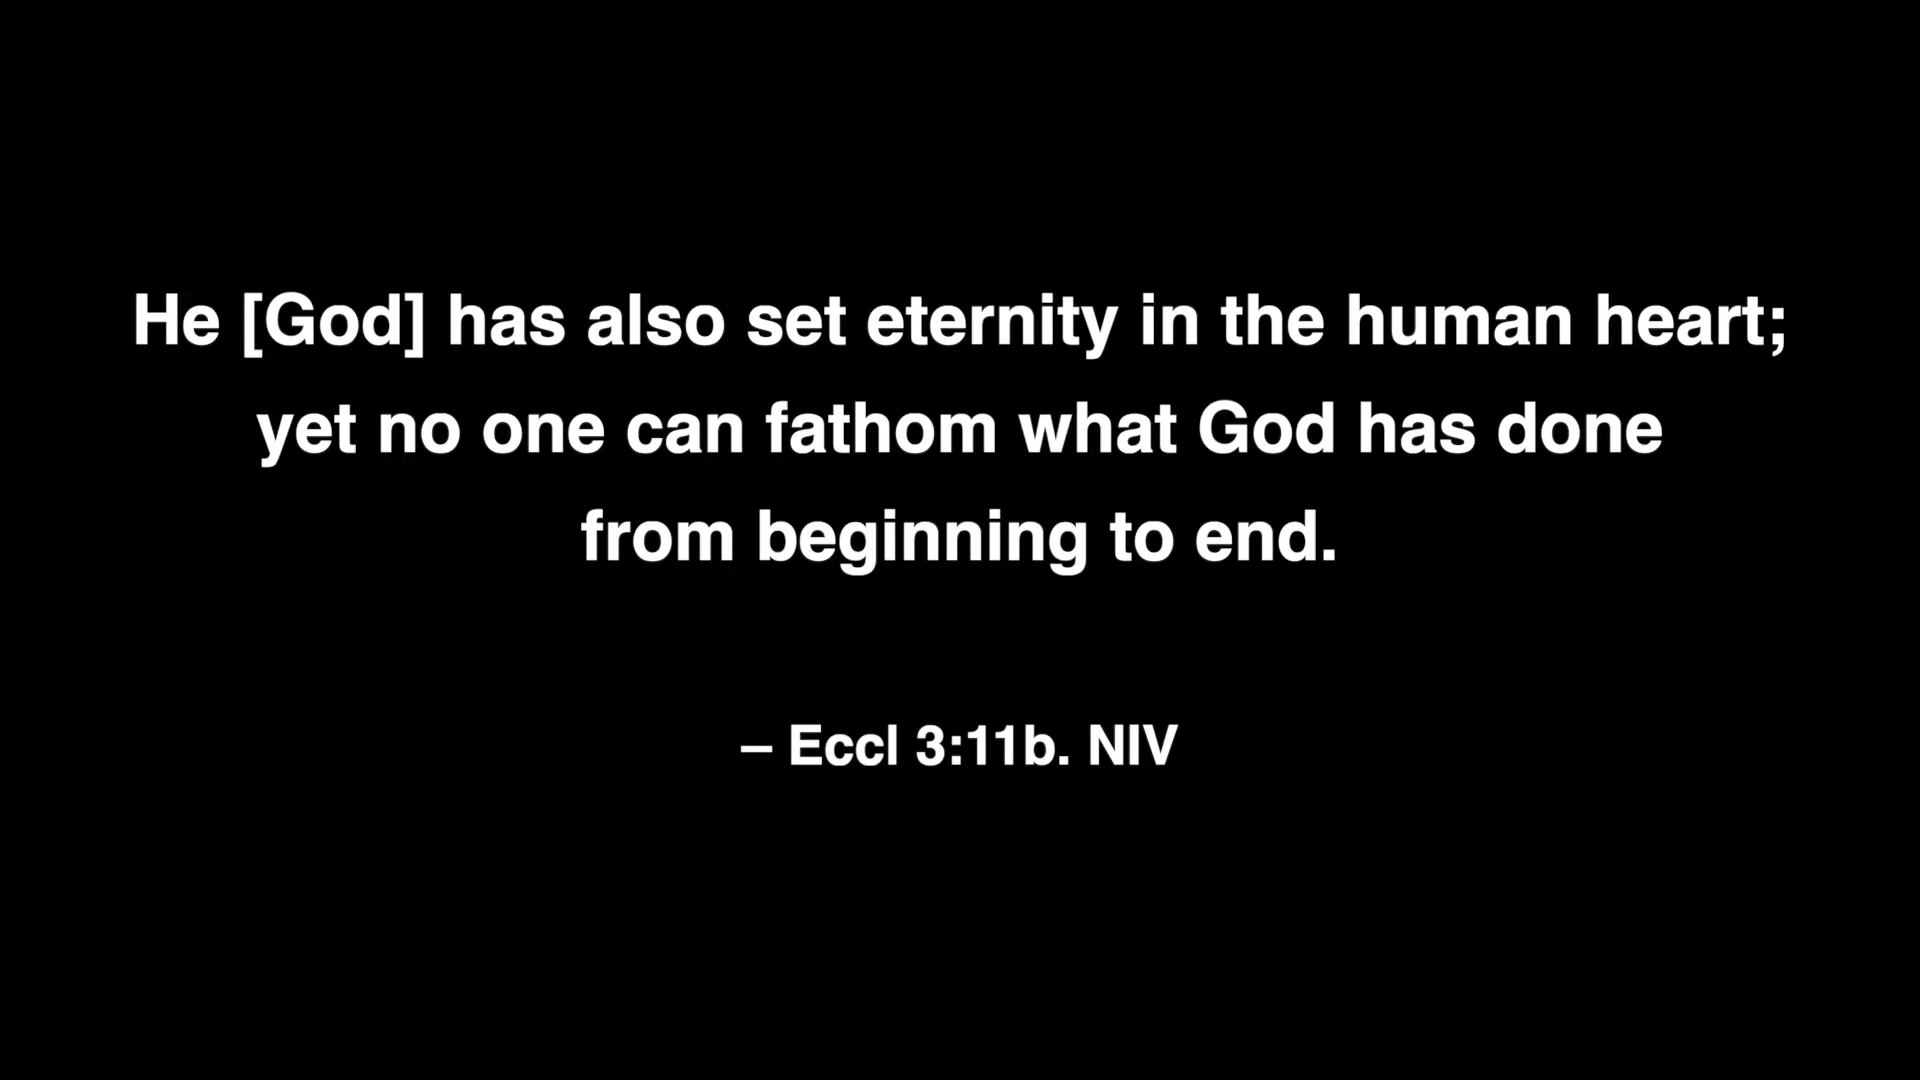 He [God] has also set eternity in the human heart;
yet no one can fathom what God has done
from beginning to end.
– Eccl 3:11b. NIV